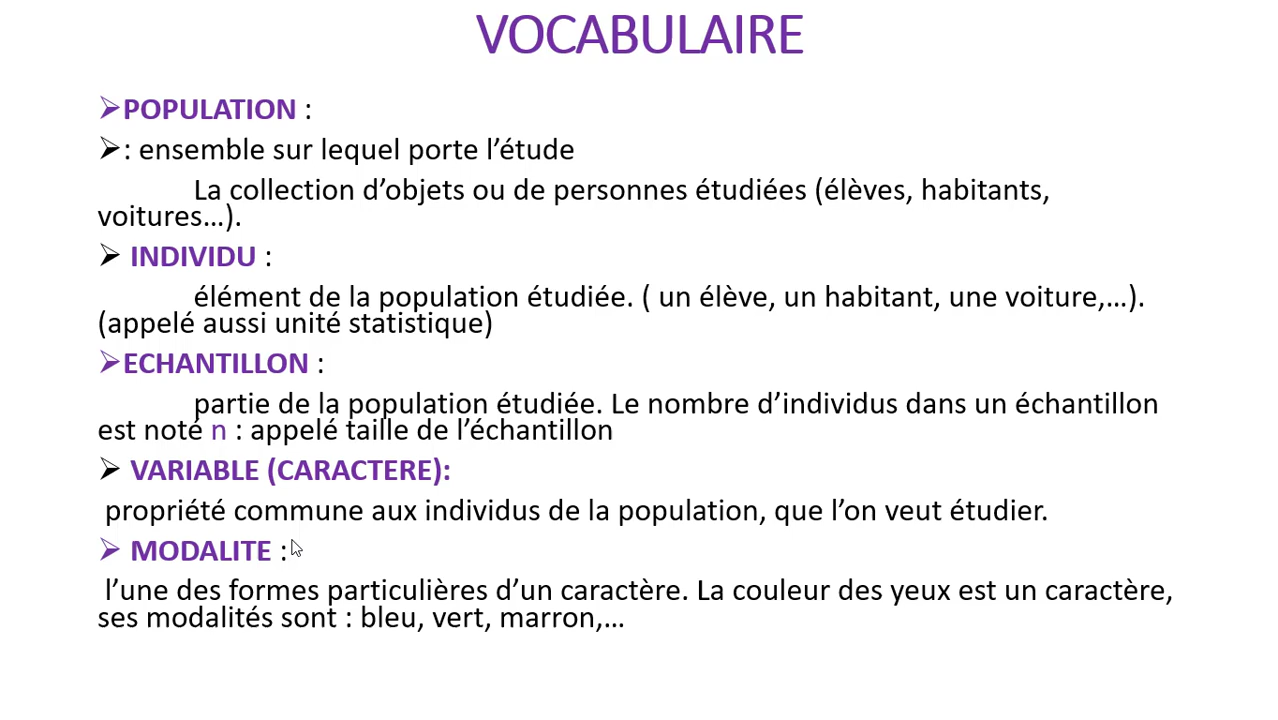 VOCABULAIRE
➢POPULATION :
➢: ensemble sur lequel porte l’étude
La collection d’objets ou de personnes étudiées (élèves, habitants,
voitures…).
➢ INDIVIDU :
élément de la population étudiée. ( un élève, un habitant, une voiture,…).
(appelé aussi unité statistique)
➢ECHANTILLON :
partie de la population étudiée. Le nombre d’individus dans un échantillon
est noté n : appelé taille de l’échantillon
➢ VARIABLE (CARACTERE):
propriété commune aux individus de la population, que l’on veut étudier.
➢ MODALITE :
l’une des formes particulières d’un caractère. La couleur des yeux est un caractère,
ses modalités sont : bleu, vert, marron,…